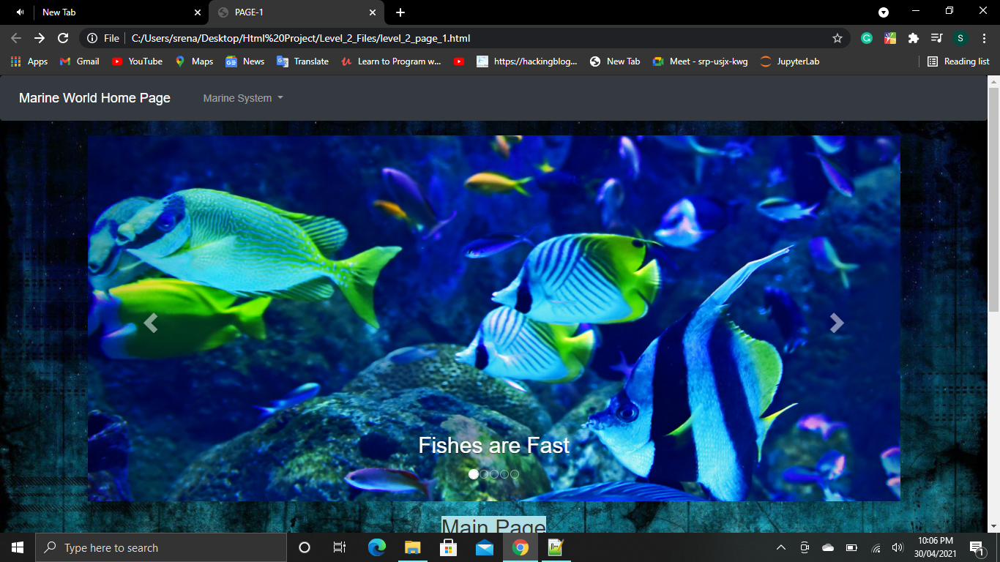 New Tab
PAGE-1
File
C:/Users/srena/Desktop/Html%20Project/Level_2_Files/level_2_page_1.html
S
Apps
Gmail
YouTube
Maps
News
Translate
Learn to Program w...
https://hackingblog...
New Tab
Meet - srp-usjx-kwg
JupyterLab
Reading list
Marine World Home Page
Marine System
Fishes are Fast
Main Page
Type here to search
10:06 PM
30/04/2021
1